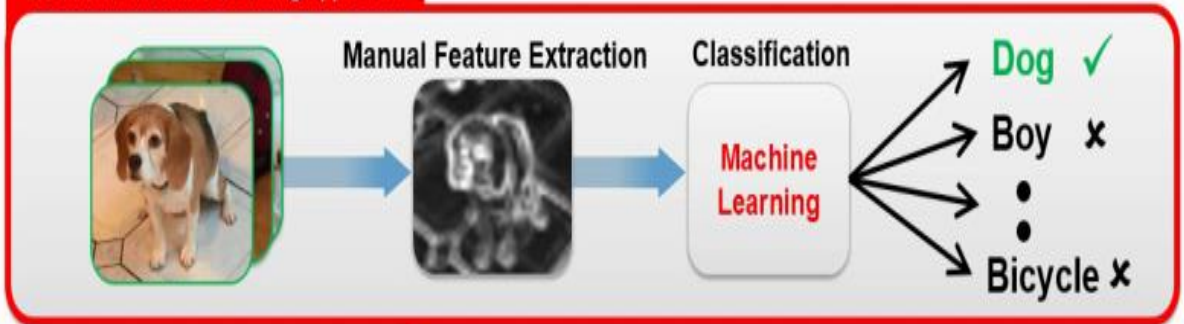 Manual Feature Extraction
Classification
Machine
Learning
Dog ✓
Boy ✘
Bicycle ✘